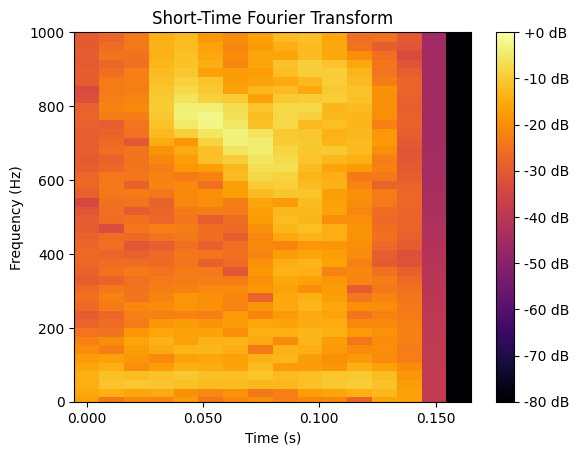 Short-Time Fourier Transform
Frequency (Hz)
1000
800
600
400
200
0
0.000
0.050
0.100
0.150
Time (s)
+0 dB
-10 dB
-20 dB
-30 dB
-40 dB
-50 dB
-60 dB
-70 dB
-80 dB